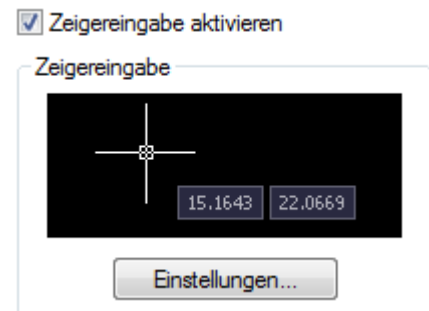 Zeigereingabe aktivieren
Zeigereingabe
15.1643 22.0669
Einstellungen...